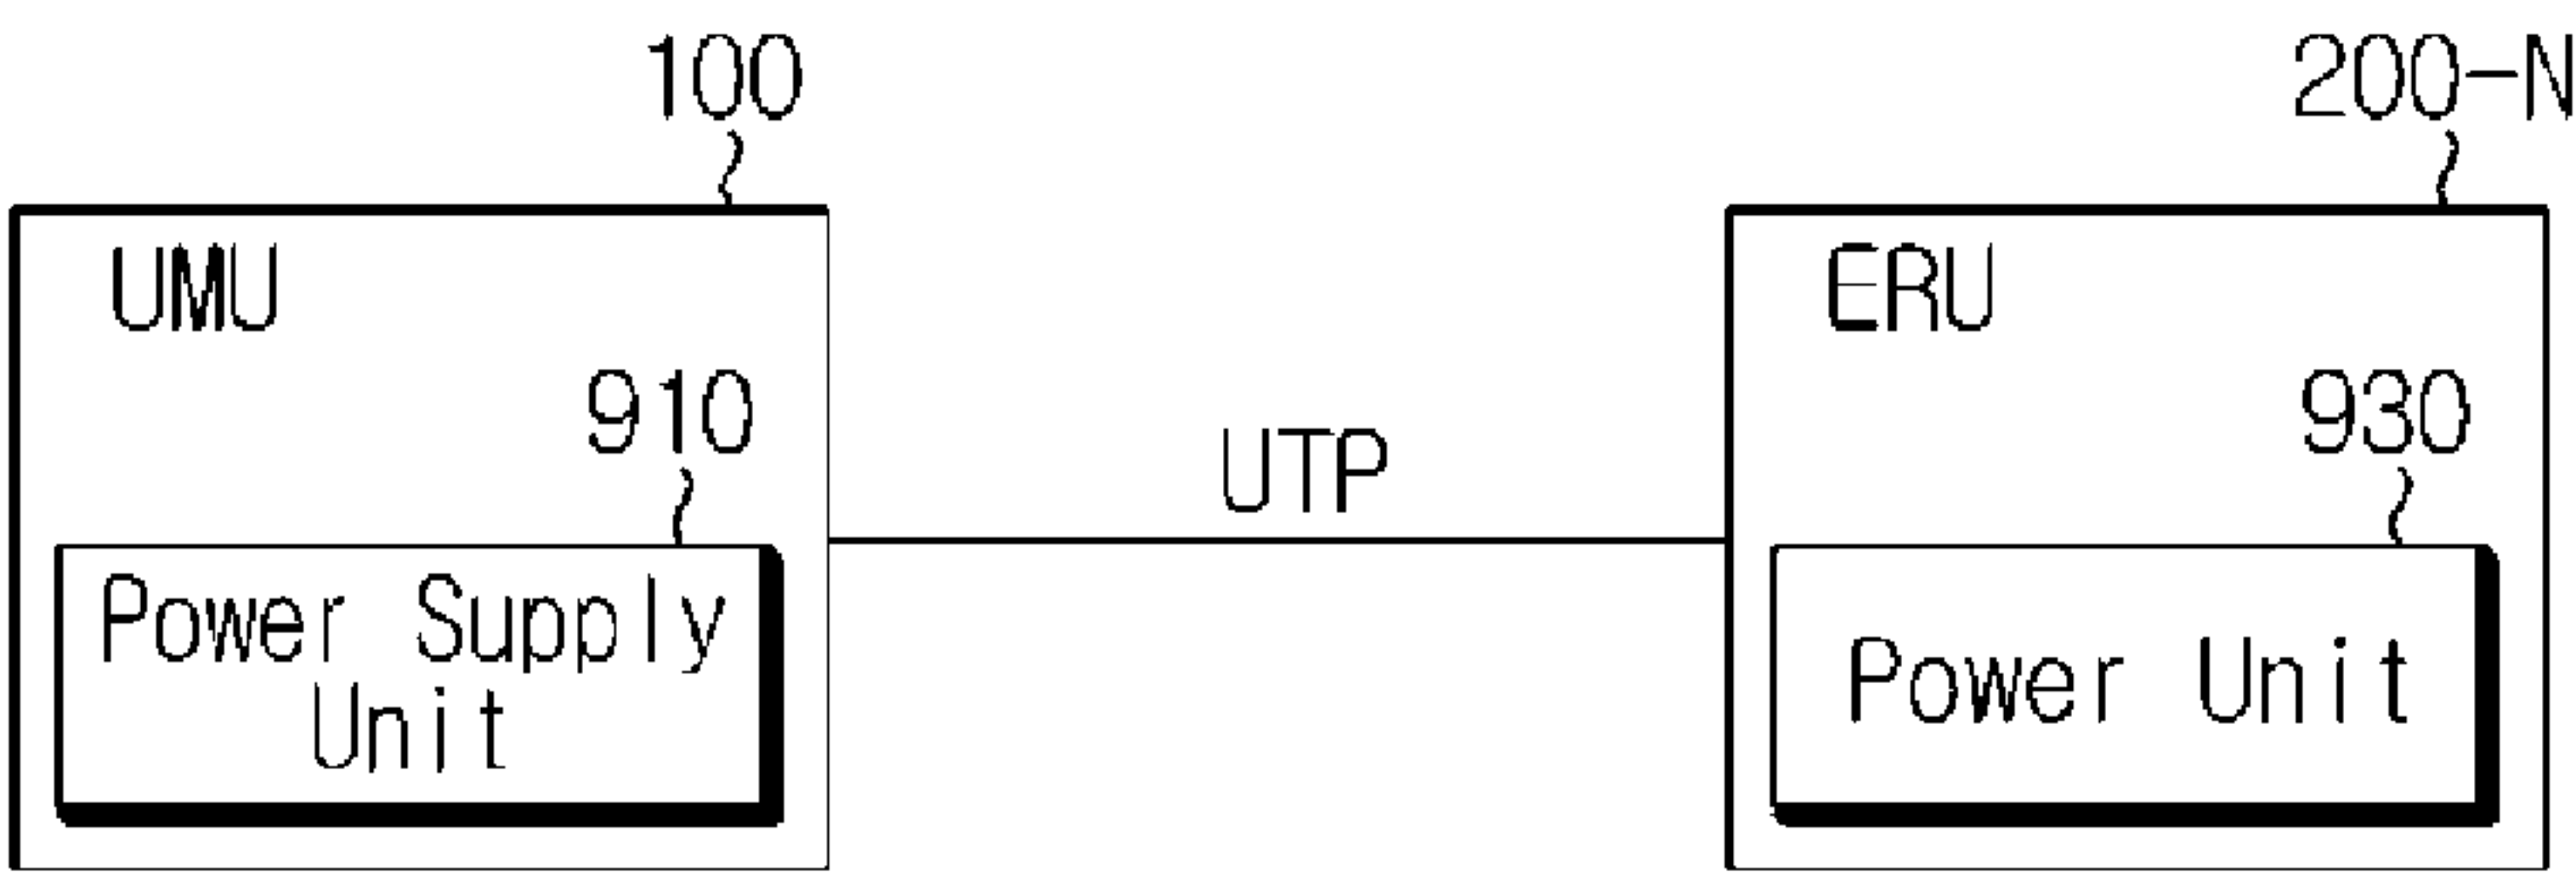 100
200-N
UMU
ERU
910
930
UTP
Power Supply
Unit
Power Unit